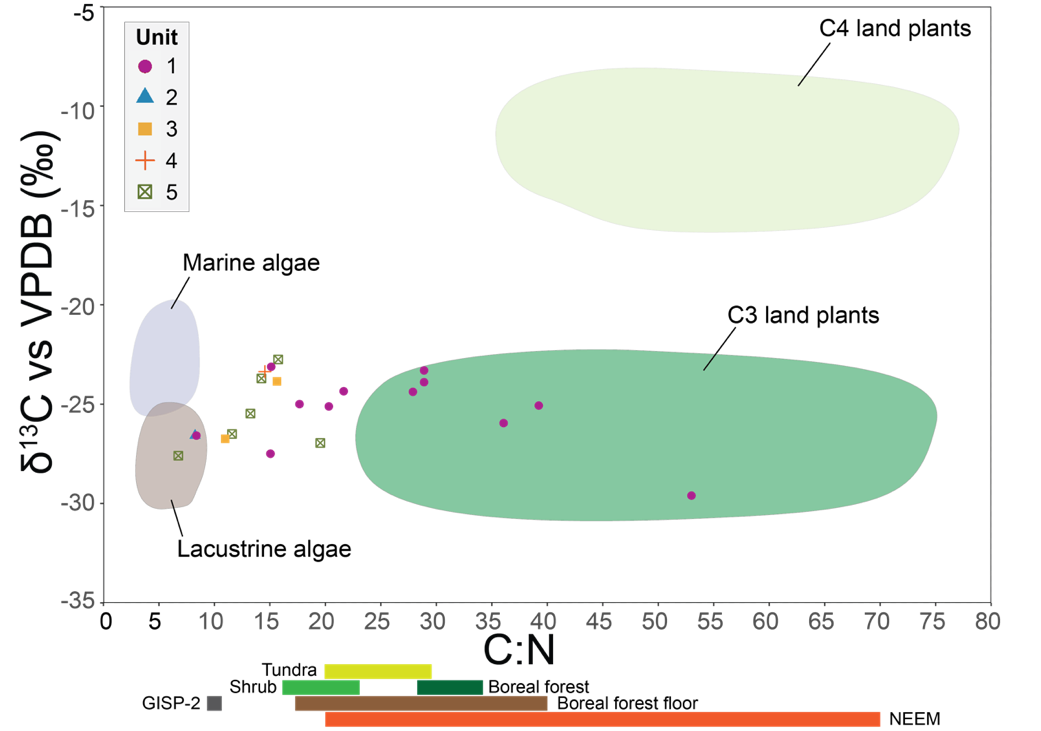 -5
-10
-15
-20
-25
-30
-35
δ13C vs VPDB (‰)
Unit
1
2
3
4
5
C4 land plants
Marine algae
C3 land plants
Lacustrine algae
0 5 10 15 20 25 30 35 40 45 50 55 60 65 70 75 80
C:N
Tundra
Shrub Boreal forest
GISP-2 Boreal forest floor
NEEM